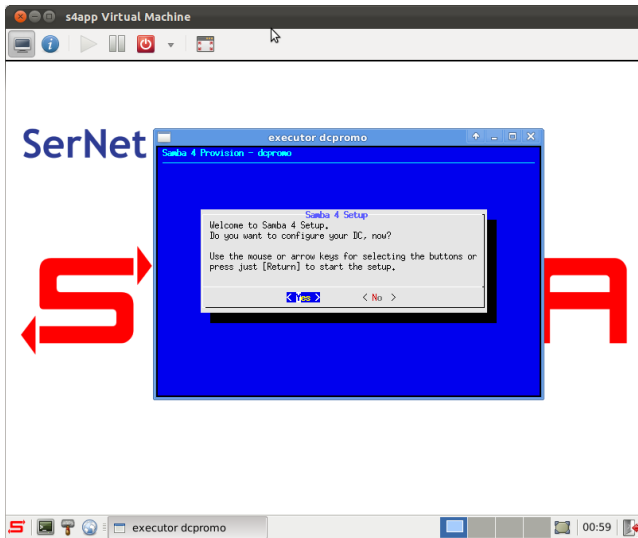 s4app Virtual Machine
SerNet
executor dcpromo
Samba 4 Provision - dcpromo
Samba 4 Setup
Welcome to Samba 4 Setup.
Do you want to configure your DC, now?
Use the mouse or arrow keys for selecting the buttons or
press just [Return] to start the setup.
< Yes > < No >
S A
executor dcpromo
00:59